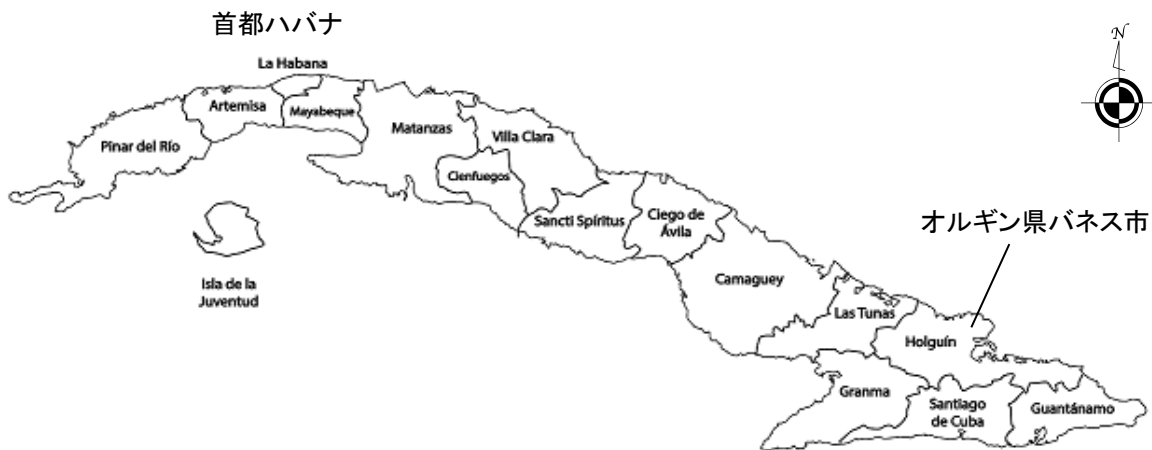 首都ハバナ
N
La Habana
Artemisa
Mayabeque
Pinar del Río
Matanzas
Villa Clara
Cienfuegos
Sancti Spíritus
Ciego de
Ávila
オルギン県バネス市
Isla de la
Juventud
Camaguey
Las Tunas
Holguín
Granma
Santiago
de Cuba
Guantánamo